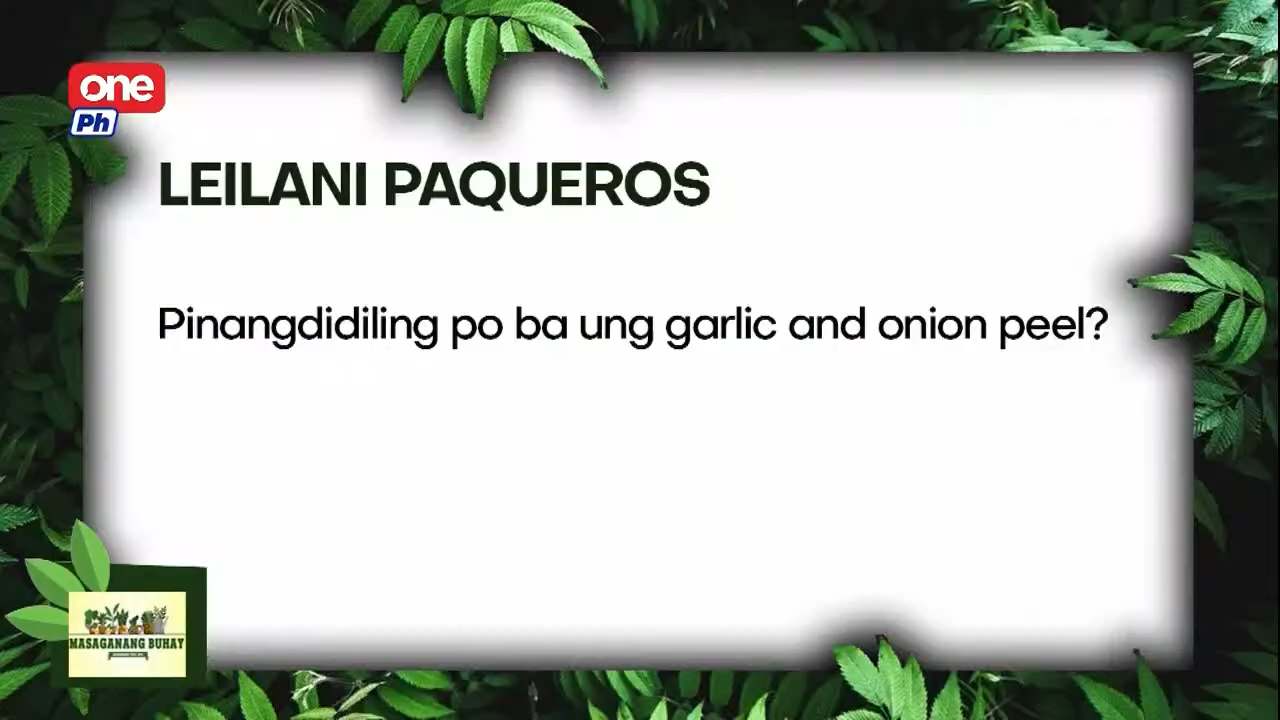 one
Ph
LEILANI PAQUEROS
Pinangdidiling po ba ung garlic and onion peel?
MASAGANANG BUHAY